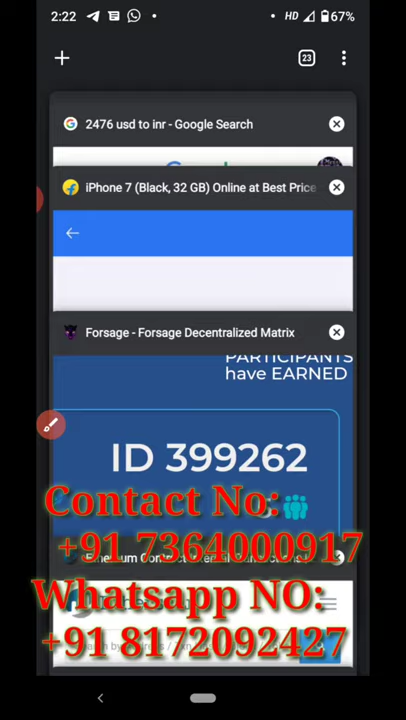 2:22
HD
67%
23
2476 usd to inr - Google Search
iPhone 7 (Black, 32 GB) Online at Best Price
Forsage - Forsage Decentralized Matrix
PARTICIPANTS
have EARNED
ID 399262
Contact No:
+91 7364000917
Whatsapp NO:
+91 8172092427